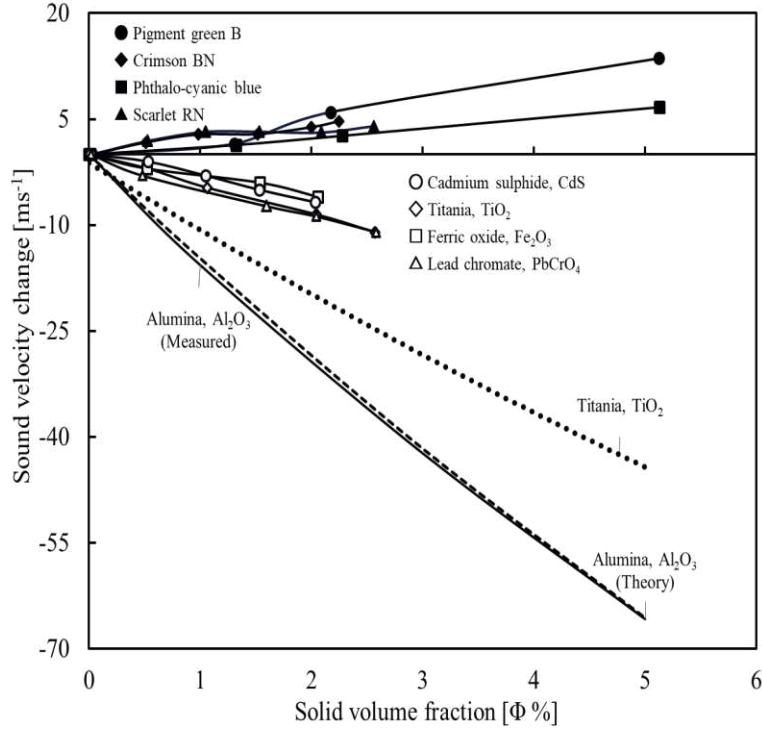 20
5
-10
-25
-40
-55
-70
Sound velocity change [ms⁻¹]
Pigment green B
Crimson BN
Phthalo-cyanic blue
Scarlet RN
Cadmium sulphide, CdS
Titania, TiO₂
Ferric oxide, Fe₂O₃
Lead chromate, PbCrO₄
Alumina, Al₂O₃
(Measured)
Titania, TiO₂
Alumina, Al₂O₃
(Theory)
0 1 2 3 4 5 6
Solid volume fraction [Φ %]